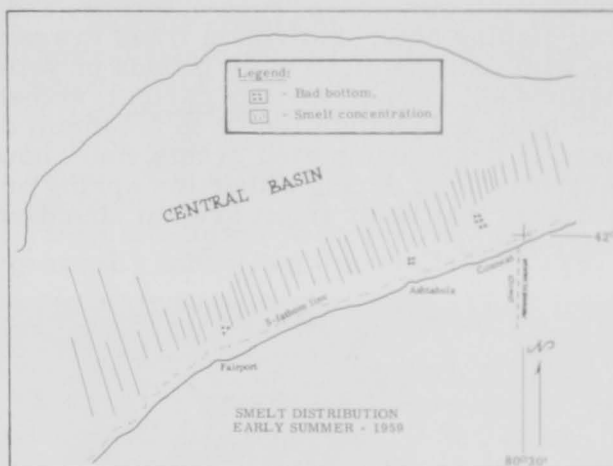 Legend:
- Bad bottom.
- Smelt concentration.
CENTRAL BASIN
42°
Conneaut
Ashtabula
5-fathom line
Fairport
N
SMELT DISTRIBUTION
EARLY SUMMER - 1959
80°30'